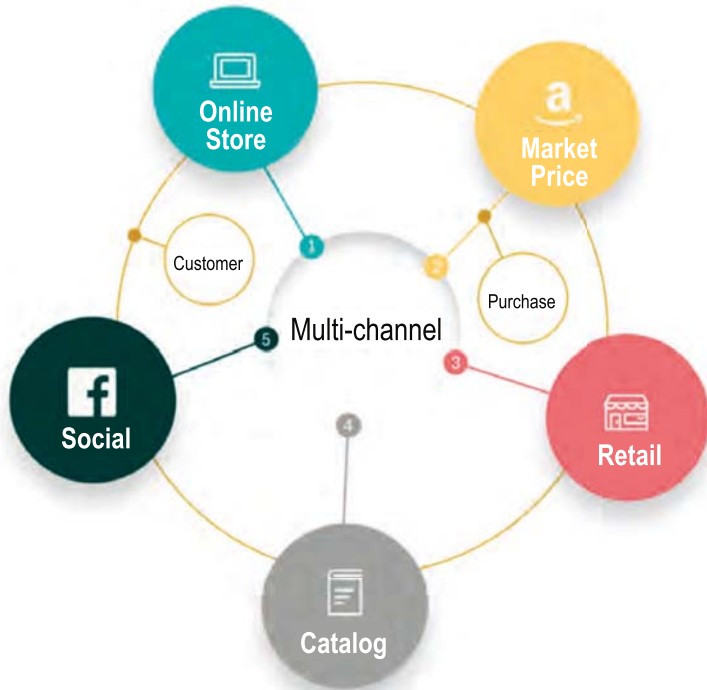 Online
Store
a
Market
Price
1
2
Customer
Purchase
Multi-channel
5
3
f
Social
4
Retail
Catalog